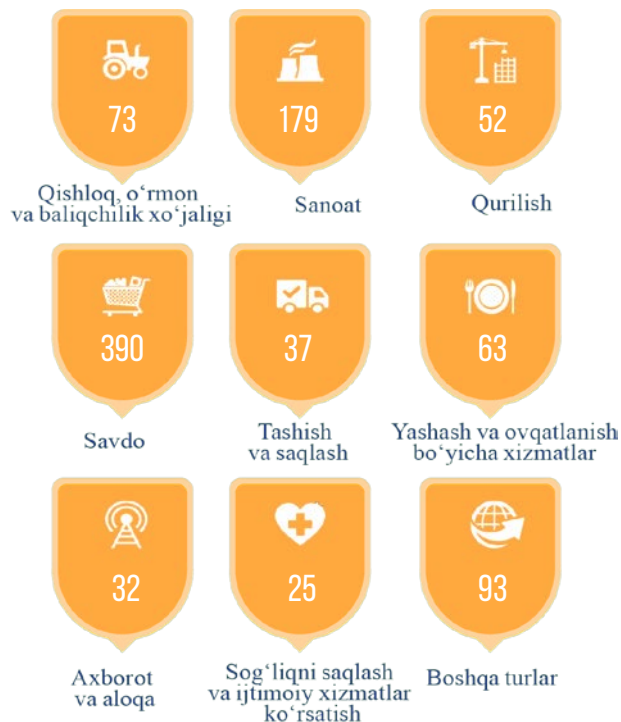 73
179
52
Qishloq, o‘rmon
va baliqchilik xo‘jaligi
Sanoat
Qurilish
390
37
63
Savdo
Tashish
va saqlash
Yashash va ovqatlanish
bo‘yicha xizmatlar
32
25
93
Axborot
va aloqa
Sog‘liqni saqlash
va ijtimoiy xizmatlar
ko‘rsatish
Boshqa turlar